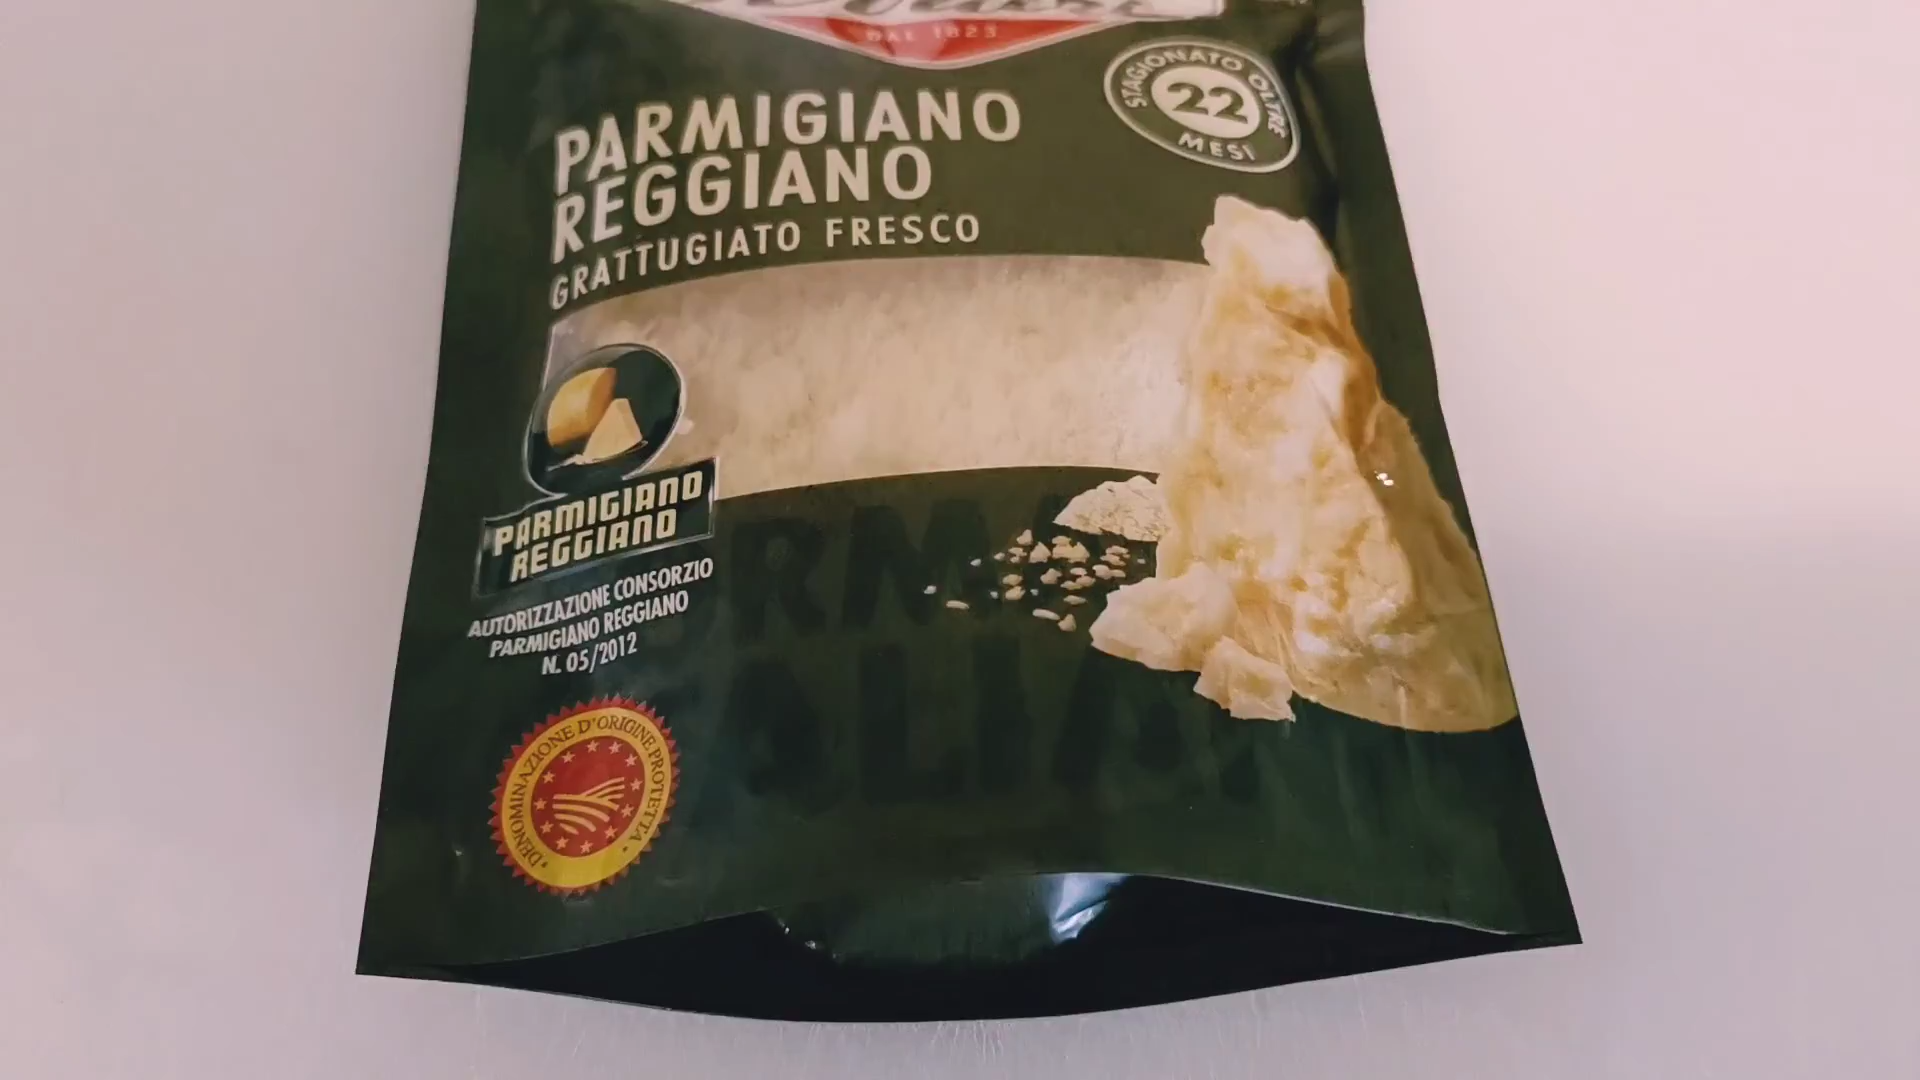 DAL 1823
STAGIONATO OLTRE
22
MESI
PARMIGIANO
REGGIANO
GRATTUGIATO FRESCO
PARMIGIANO
REGGIANO
AUTORIZZAZIONE CONSORZIO
PARMIGIANO REGGIANO
N. 05/2012
DENOMINAZIONE D'ORIGINE PROTETTA